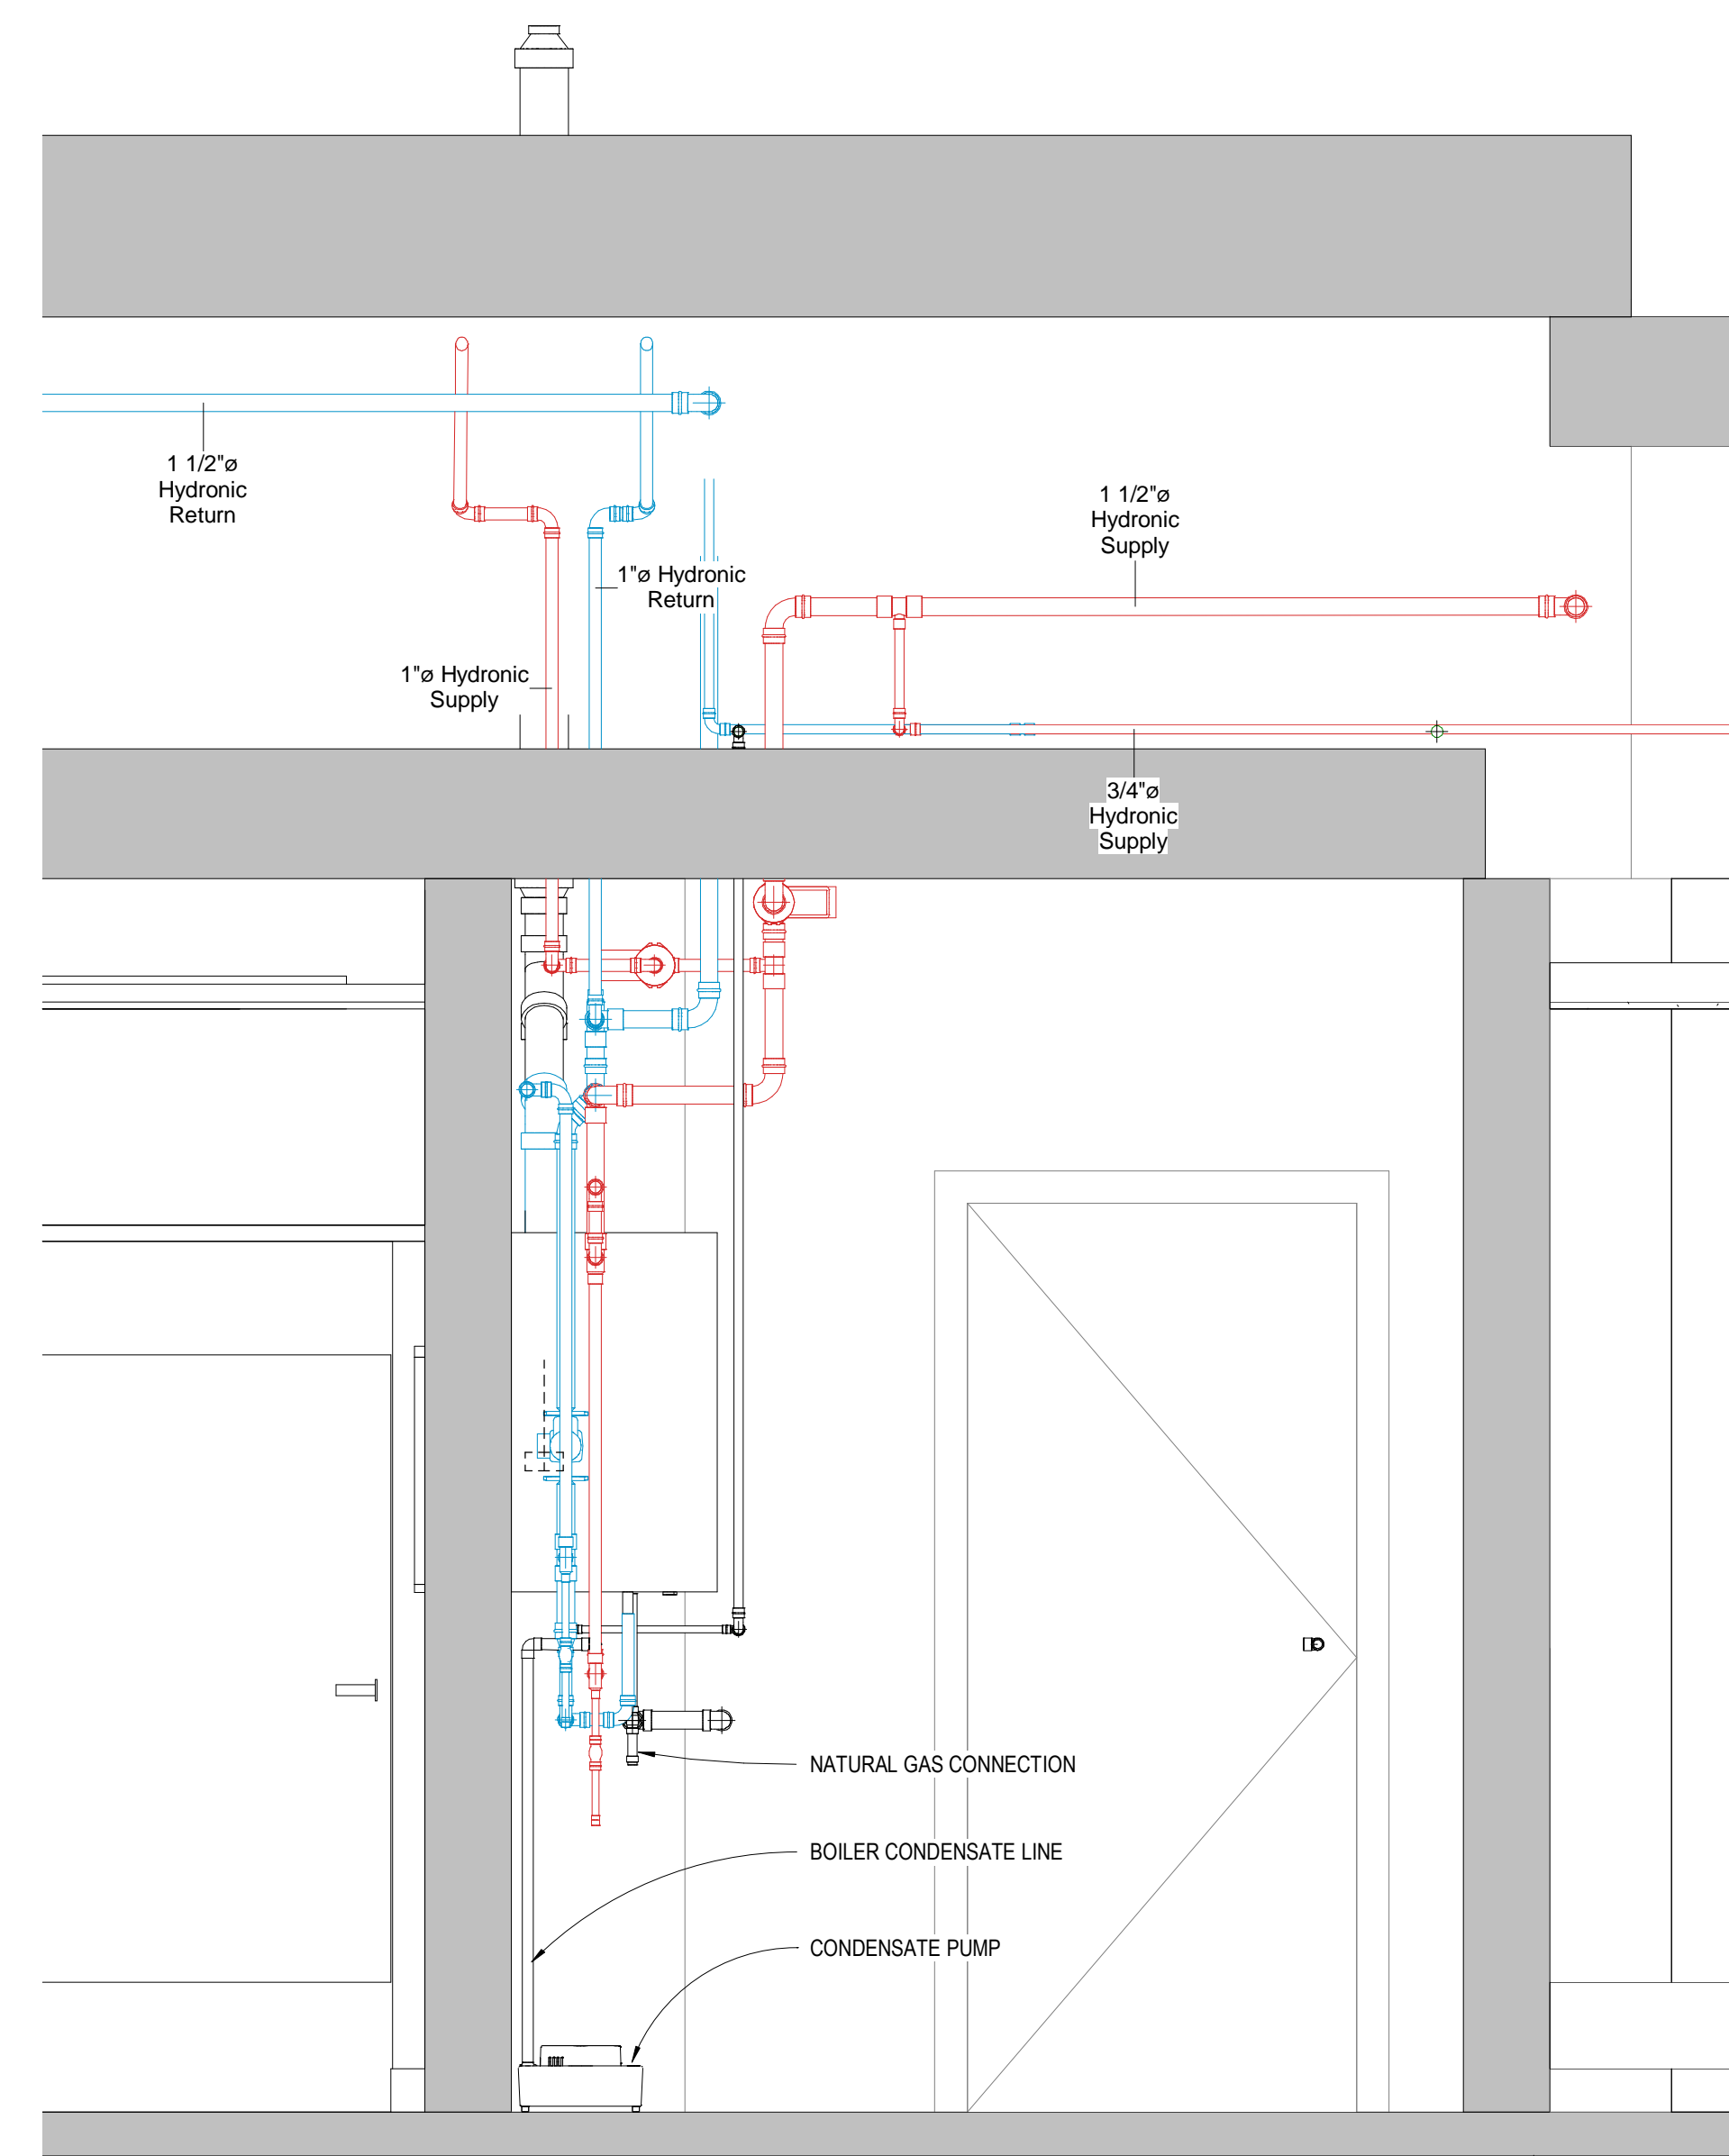 1 1/2"ø
Hydronic
Return
1 1/2"ø
Hydronic
Supply
1"ø Hydronic
Return
1"ø Hydronic
Supply
3/4"ø
Hydronic
Supply
NATURAL GAS CONNECTION
BOILER CONDENSATE LINE
CONDENSATE PUMP